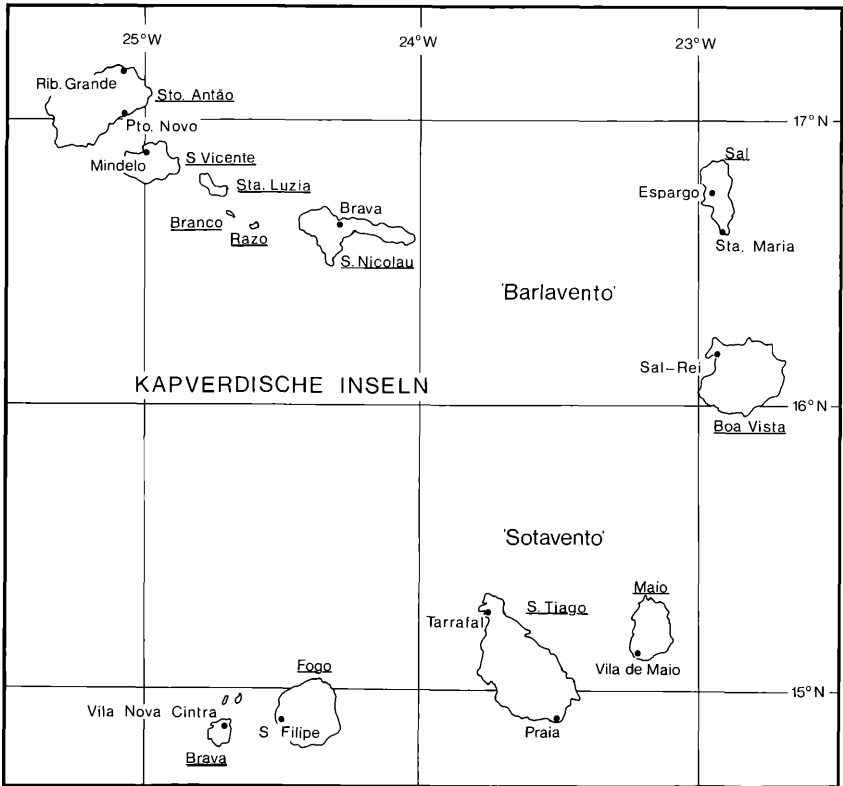 25°W
24°W
23°W
Rib. Grande
Sto. Antão
Pto. Novo
17°N
Mindelo
S Vicente
Sta. Luzia
Sal
Espargo
Branco
Razo
Brava
S. Nicolau
Sta. Maria
'Barlavento'
Sal–Rei
KAPVERDISCHE INSELN
16°N
Boa Vista
'Sotavento'
Maio
S. Tiago
Tarrafal
Vila de Maio
Fogo
15°N
Vila Nova Cintra
S Filipe
Praia
Brava